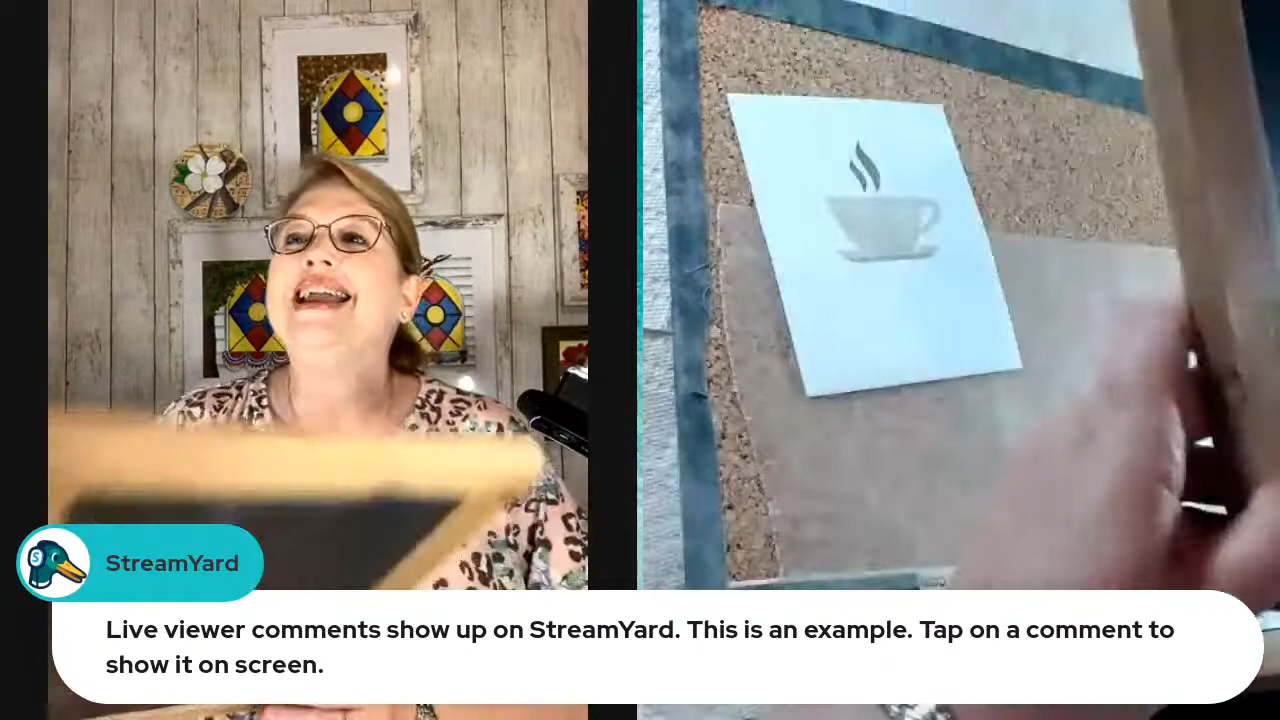 StreamYard
Live viewer comments show up on StreamYard. This is an example. Tap on a comment to
show it on screen.